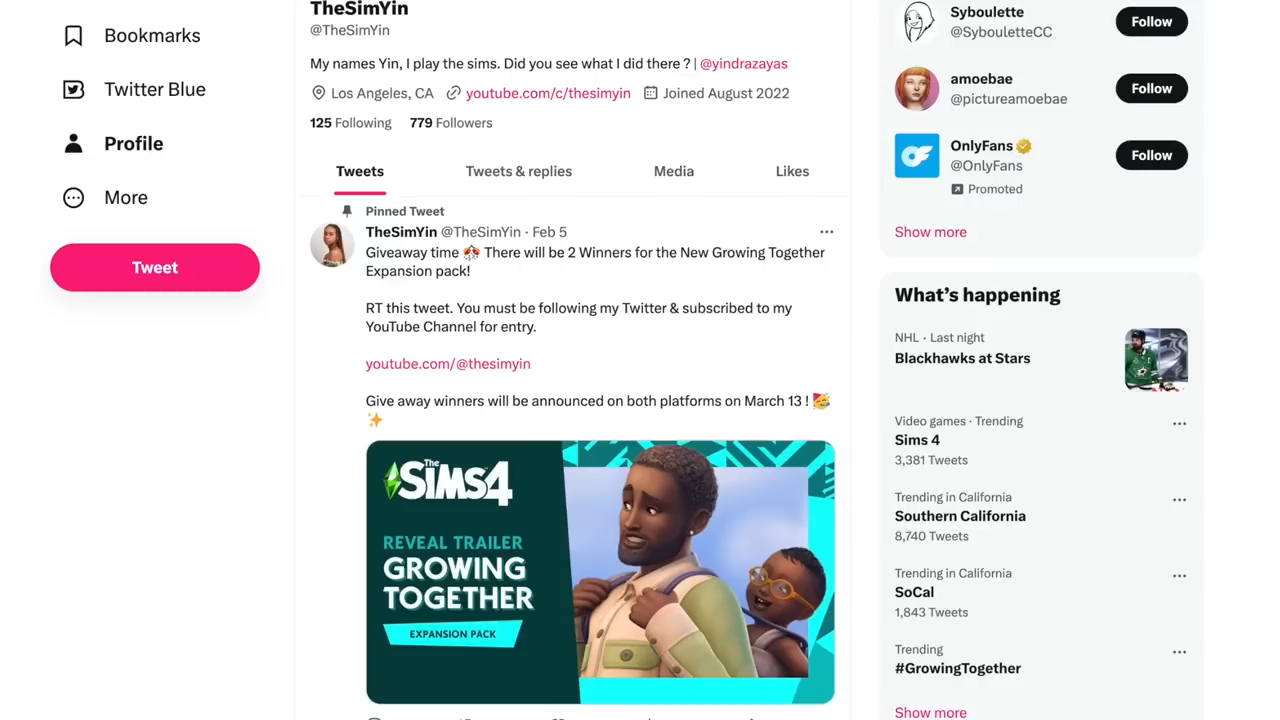 Bookmarks
Twitter Blue
Profile
More
Tweet
TheSimYin
@TheSimYin
My names Yin, I play the sims. Did you see what I did there ? | @yindrazayas
Los Angeles, CA youtube.com/c/thesimyin Joined August 2022
125 Following 779 Followers
Tweets Tweets & replies Media Likes
Pinned Tweet
TheSimYin @TheSimYin · Feb 5
Giveaway time 🎊 There will be 2 Winners for the New Growing Together
Expansion pack!
RT this tweet. You must be following my Twitter & subscribed to my
YouTube Channel for entry.
youtube.com/@thesimyin
Give away winners will be announced on both platforms on March 13 ! 🥳
✨
The SIMS 4
REVEAL TRAILER
GROWING
TOGETHER
EXPANSION PACK
Syboulette
@SybouletteCC
Follow
amoebae
@pictureamoebae
Follow
OnlyFans
@OnlyFans
Follow
Promoted
Show more
What's happening
NHL · Last night
Blackhawks at Stars
Video games · Trending
Sims 4
3,381 Tweets
Trending in California
Southern California
8,740 Tweets
Trending in California
SoCal
1,843 Tweets
Trending
#GrowingTogether
Show more